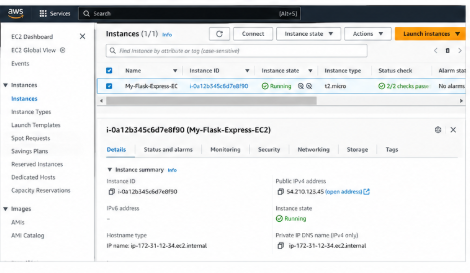 aws
Services
Search
[Alt+S]
EC2 Dashboard
EC2 Global View
Events
Instances
Instances
Instance Types
Launch Templates
Spot Requests
Savings Plans
Reserved Instances
Dedicated Hosts
Capacity Reservations
Images
AMIs
AMI Catalog
Instances (1/1) Info
Connect
Instance state
Actions
Launch instances
Find Instance by attribute or tag (case-sensitive)
Name Instance ID Instance state Instance type Status check Alarm stat
My-Flask-Express-EC i-0a12b345c6d7e8f90 Running t2.micro 2/2 checks passed No alarms
i-0a12b345c6d7e8f90 (My-Flask-Express-EC2)
Details Status and alarms Monitoring Security Networking Storage Tags
Instance summary Info
Instance ID
i-0a12b345c6d7e8f90
Public IPv4 address
54.210.123.45 (open address)
IPv6 address
–
Instance state
Running
Hostname type
IP name: ip-172-31-12-34.ec2.internal
Private IP DNS name (IPv4 only)
ip-172-31-12-34.ec2.internal